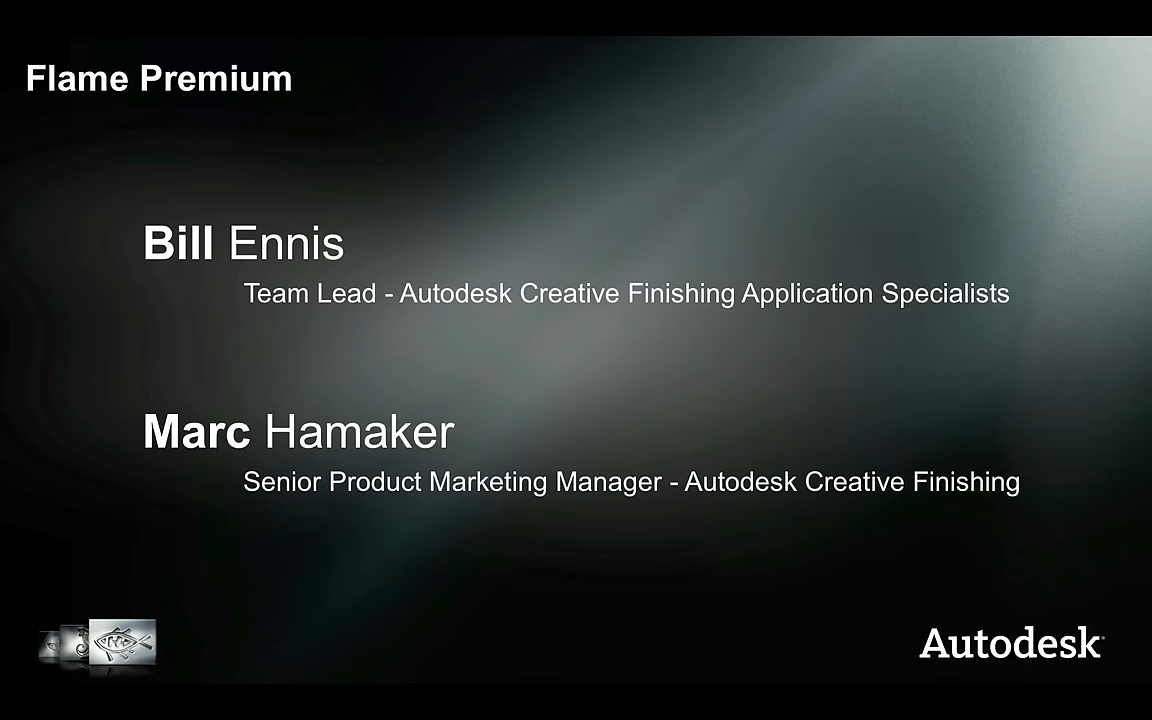 Flame Premium
Bill Ennis
Team Lead - Autodesk Creative Finishing Application Specialists
Marc Hamaker
Senior Product Marketing Manager - Autodesk Creative Finishing
Autodesk